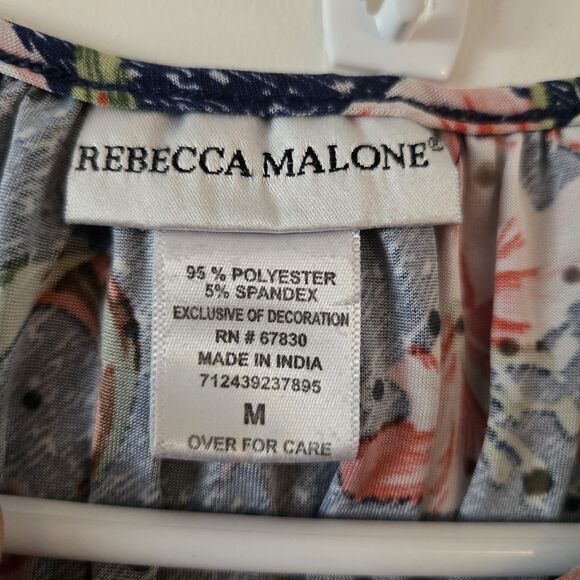 REBECCA MALONE®
95 % POLYESTER
5% SPANDEX
EXCLUSIVE OF DECORATION
RN # 67830
MADE IN INDIA
712439237895
M
OVER FOR CARE